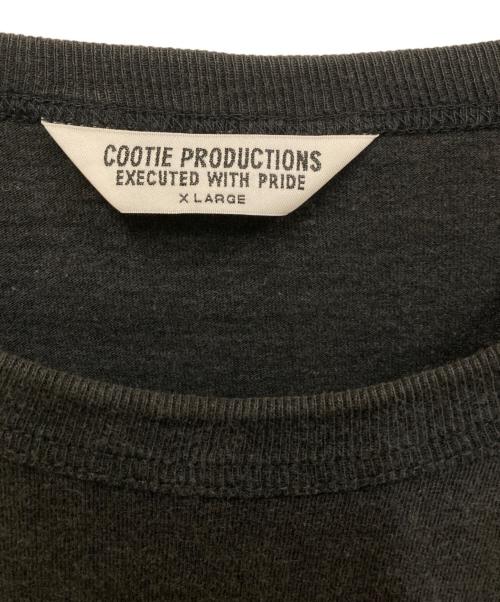 COOTIE PRODUCTIONS
EXECUTED WITH PRIDE
X LARGE